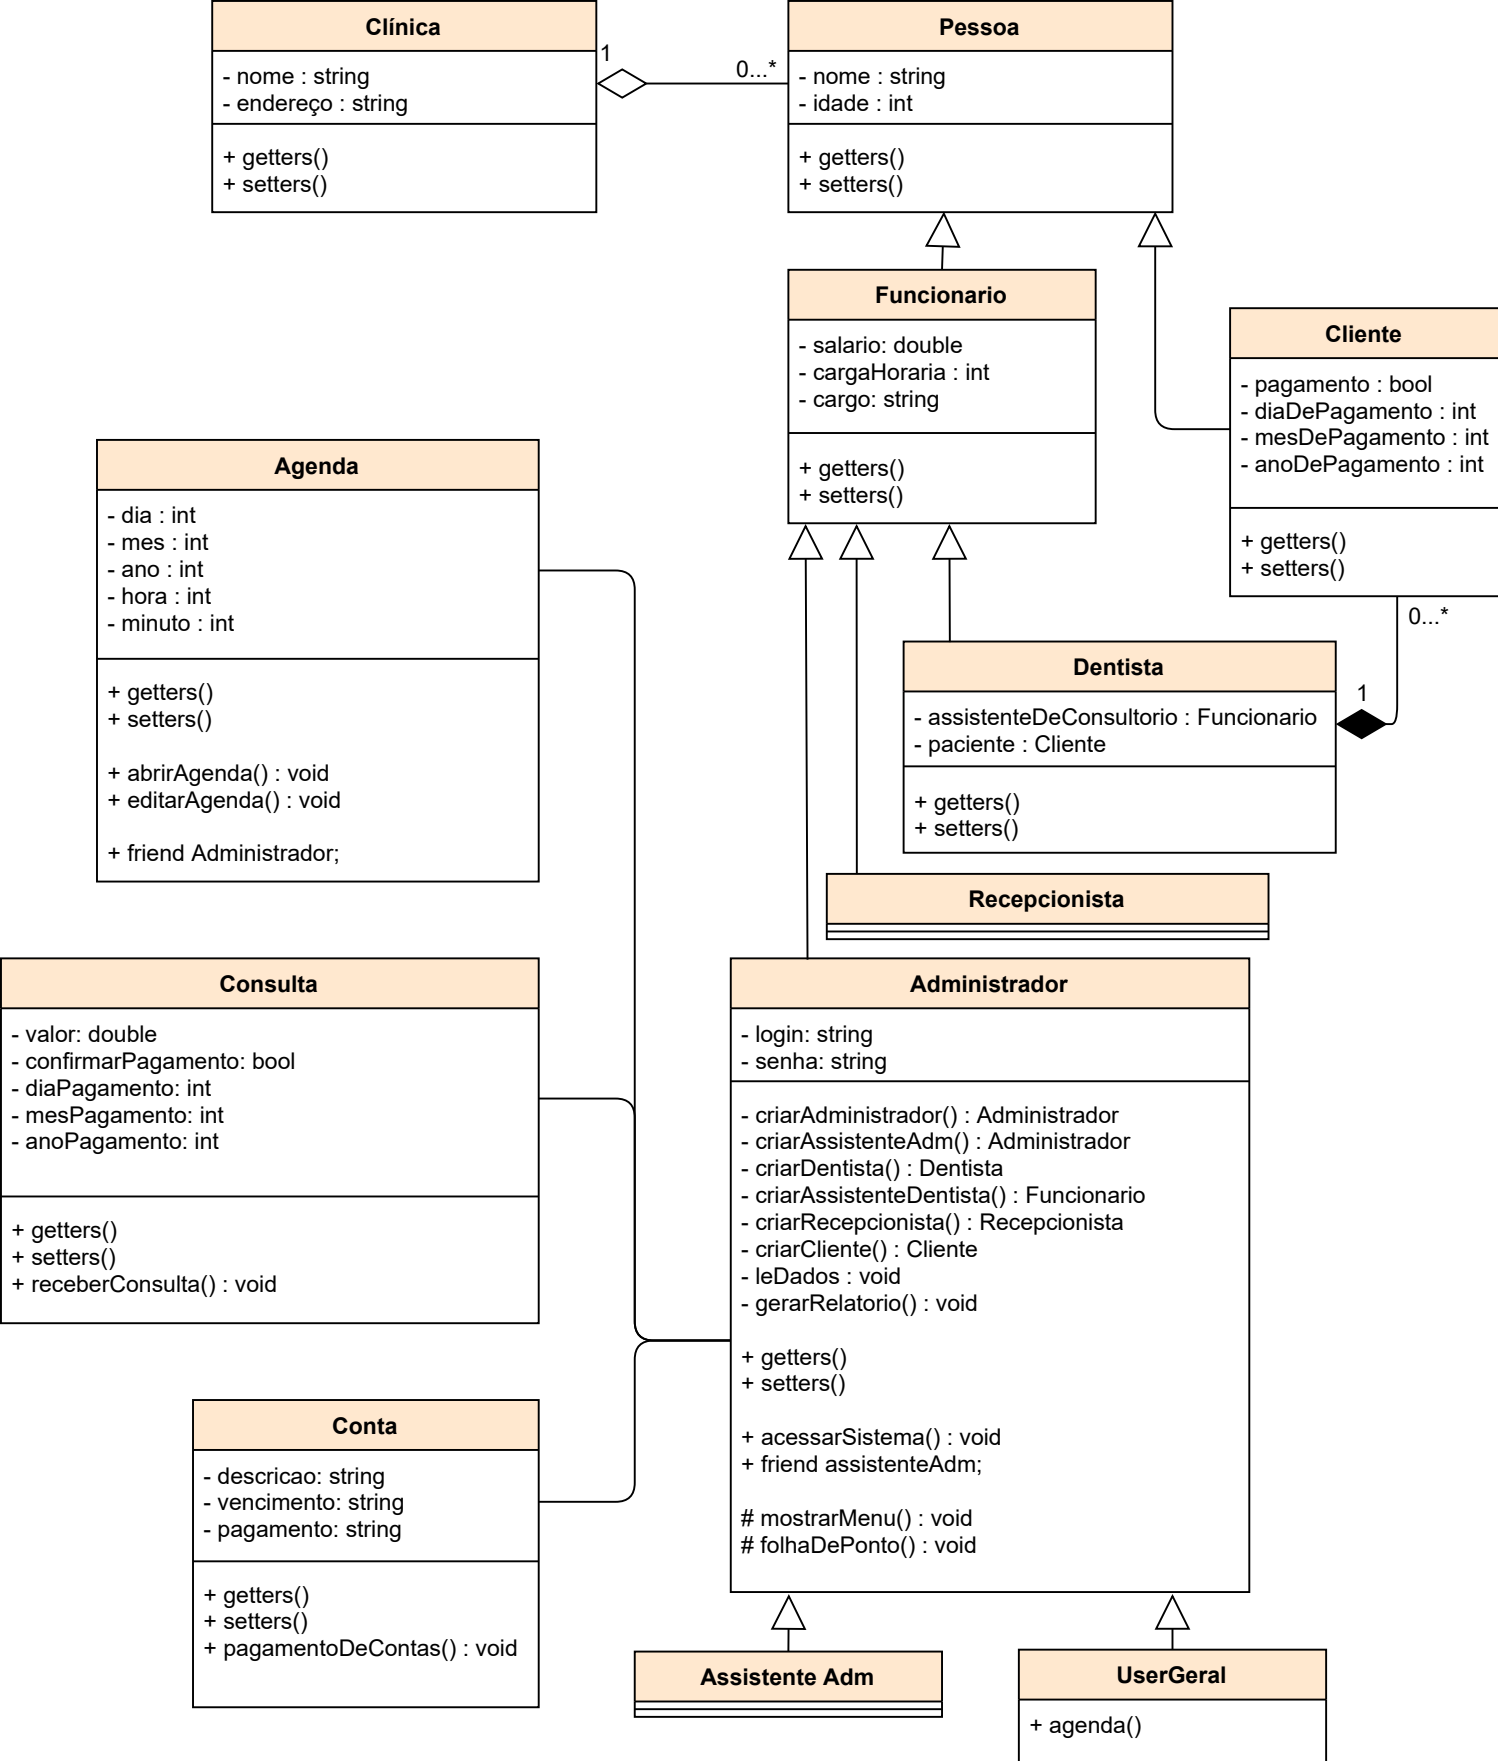 Clínica
- nome : string
- endereço : string
+ getters()
+ setters()
1
0...*
Pessoa
- nome : string
- idade : int
+ getters()
+ setters()
Funcionario
- salario: double
- cargaHoraria : int
- cargo: string
+ getters()
+ setters()
Cliente
- pagamento : bool
- diaDePagamento : int
- mesDePagamento : int
- anoDePagamento : int
+ getters()
+ setters()
0...*
1
Agenda
- dia : int
- mes : int
- ano : int
- hora : int
- minuto : int
+ getters()
+ setters()
+ abrirAgenda() : void
+ editarAgenda() : void
+ friend Administrador;
Dentista
- assistenteDeConsultorio : Funcionario
- paciente : Cliente
+ getters()
+ setters()
Recepcionista
Consulta
- valor: double
- confirmarPagamento: bool
- diaPagamento: int
- mesPagamento: int
- anoPagamento: int
+ getters()
+ setters()
+ receberConsulta() : void
Administrador
- login: string
- senha: string
- criarAdministrador() : Administrador
- criarAssistenteAdm() : Administrador
- criarDentista() : Dentista
- criarAssistenteDentista() : Funcionario
- criarRecepcionista() : Recepcionista
- criarCliente() : Cliente
- leDados : void
- gerarRelatorio() : void
+ getters()
+ setters()
+ acessarSistema() : void
+ friend assistenteAdm;
# mostrarMenu() : void
# folhaDePonto() : void
Conta
- descricao: string
- vencimento: string
- pagamento: string
+ getters()
+ setters()
+ pagamentoDeContas() : void
Assistente Adm
UserGeral
+ agenda()